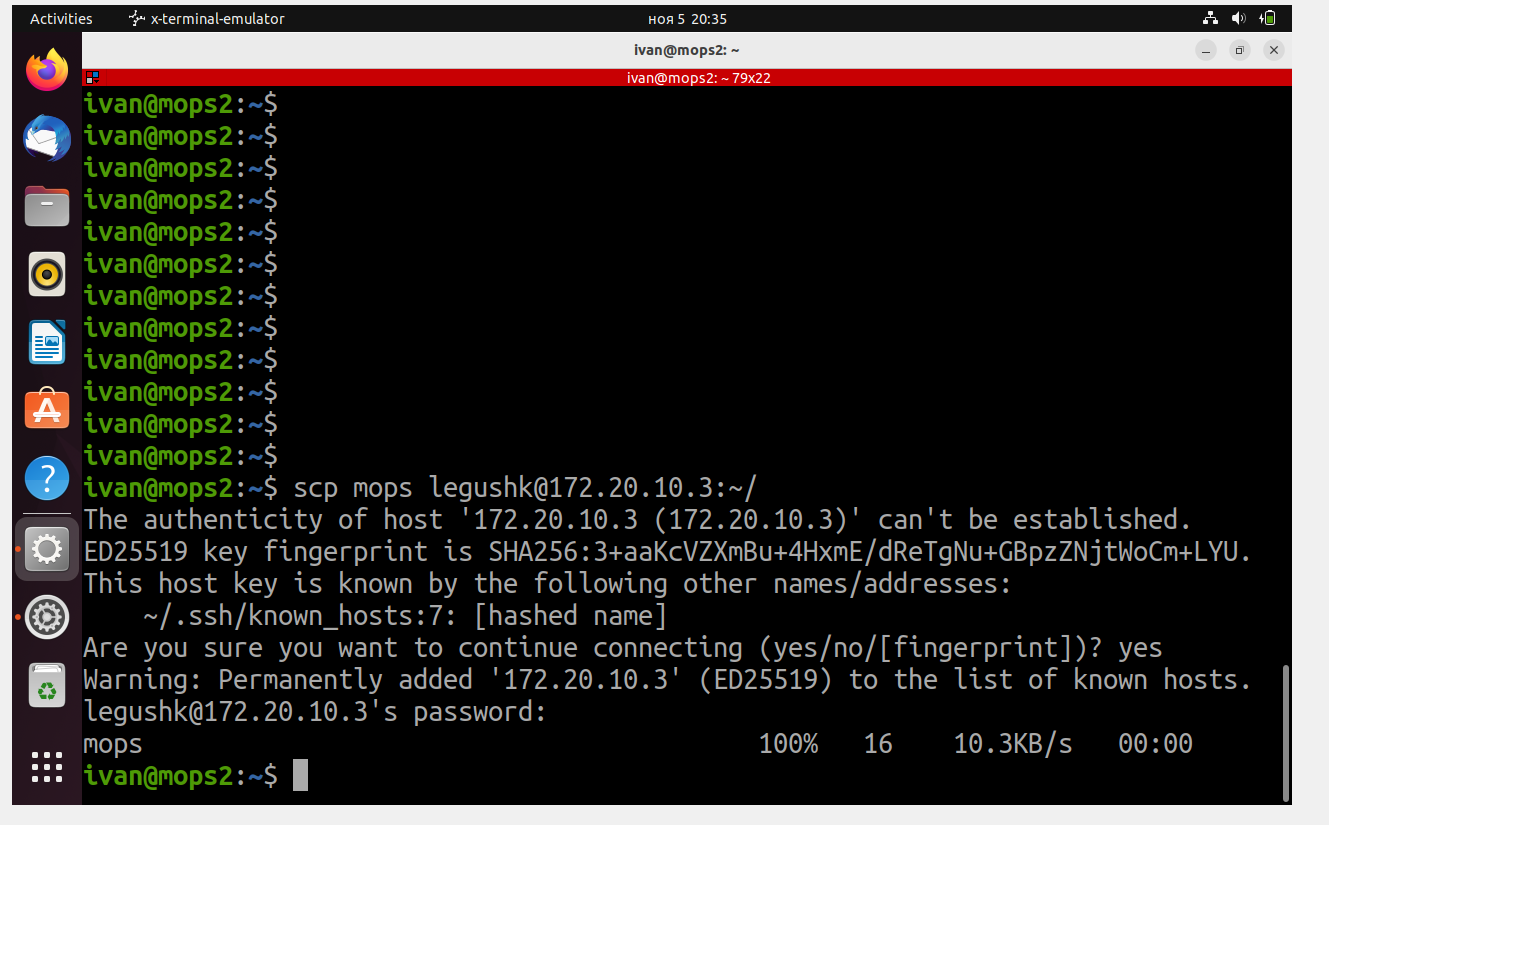 Activities x-terminal-emulator ноя 5 20:35
ivan@mops2: ~
ivan@mops2: ~ 79x22
ivan@mops2:~$
ivan@mops2:~$
ivan@mops2:~$
ivan@mops2:~$
ivan@mops2:~$
ivan@mops2:~$
ivan@mops2:~$
ivan@mops2:~$
ivan@mops2:~$
ivan@mops2:~$
ivan@mops2:~$
ivan@mops2:~$
ivan@mops2:~$ scp mops legushk@172.20.10.3:~/
The authenticity of host '172.20.10.3 (172.20.10.3)' can't be established.
ED25519 key fingerprint is SHA256:3+aaKcVZXmBu+4HxmE/dReTgNu+GBpzZNjtWoCm+LYU.
This host key is known by the following other names/addresses:
    ~/.ssh/known_hosts:7: [hashed name]
Are you sure you want to continue connecting (yes/no/[fingerprint])? yes
Warning: Permanently added '172.20.10.3' (ED25519) to the list of known hosts.
legushk@172.20.10.3's password:
mops 100% 16 10.3KB/s 00:00
ivan@mops2:~$